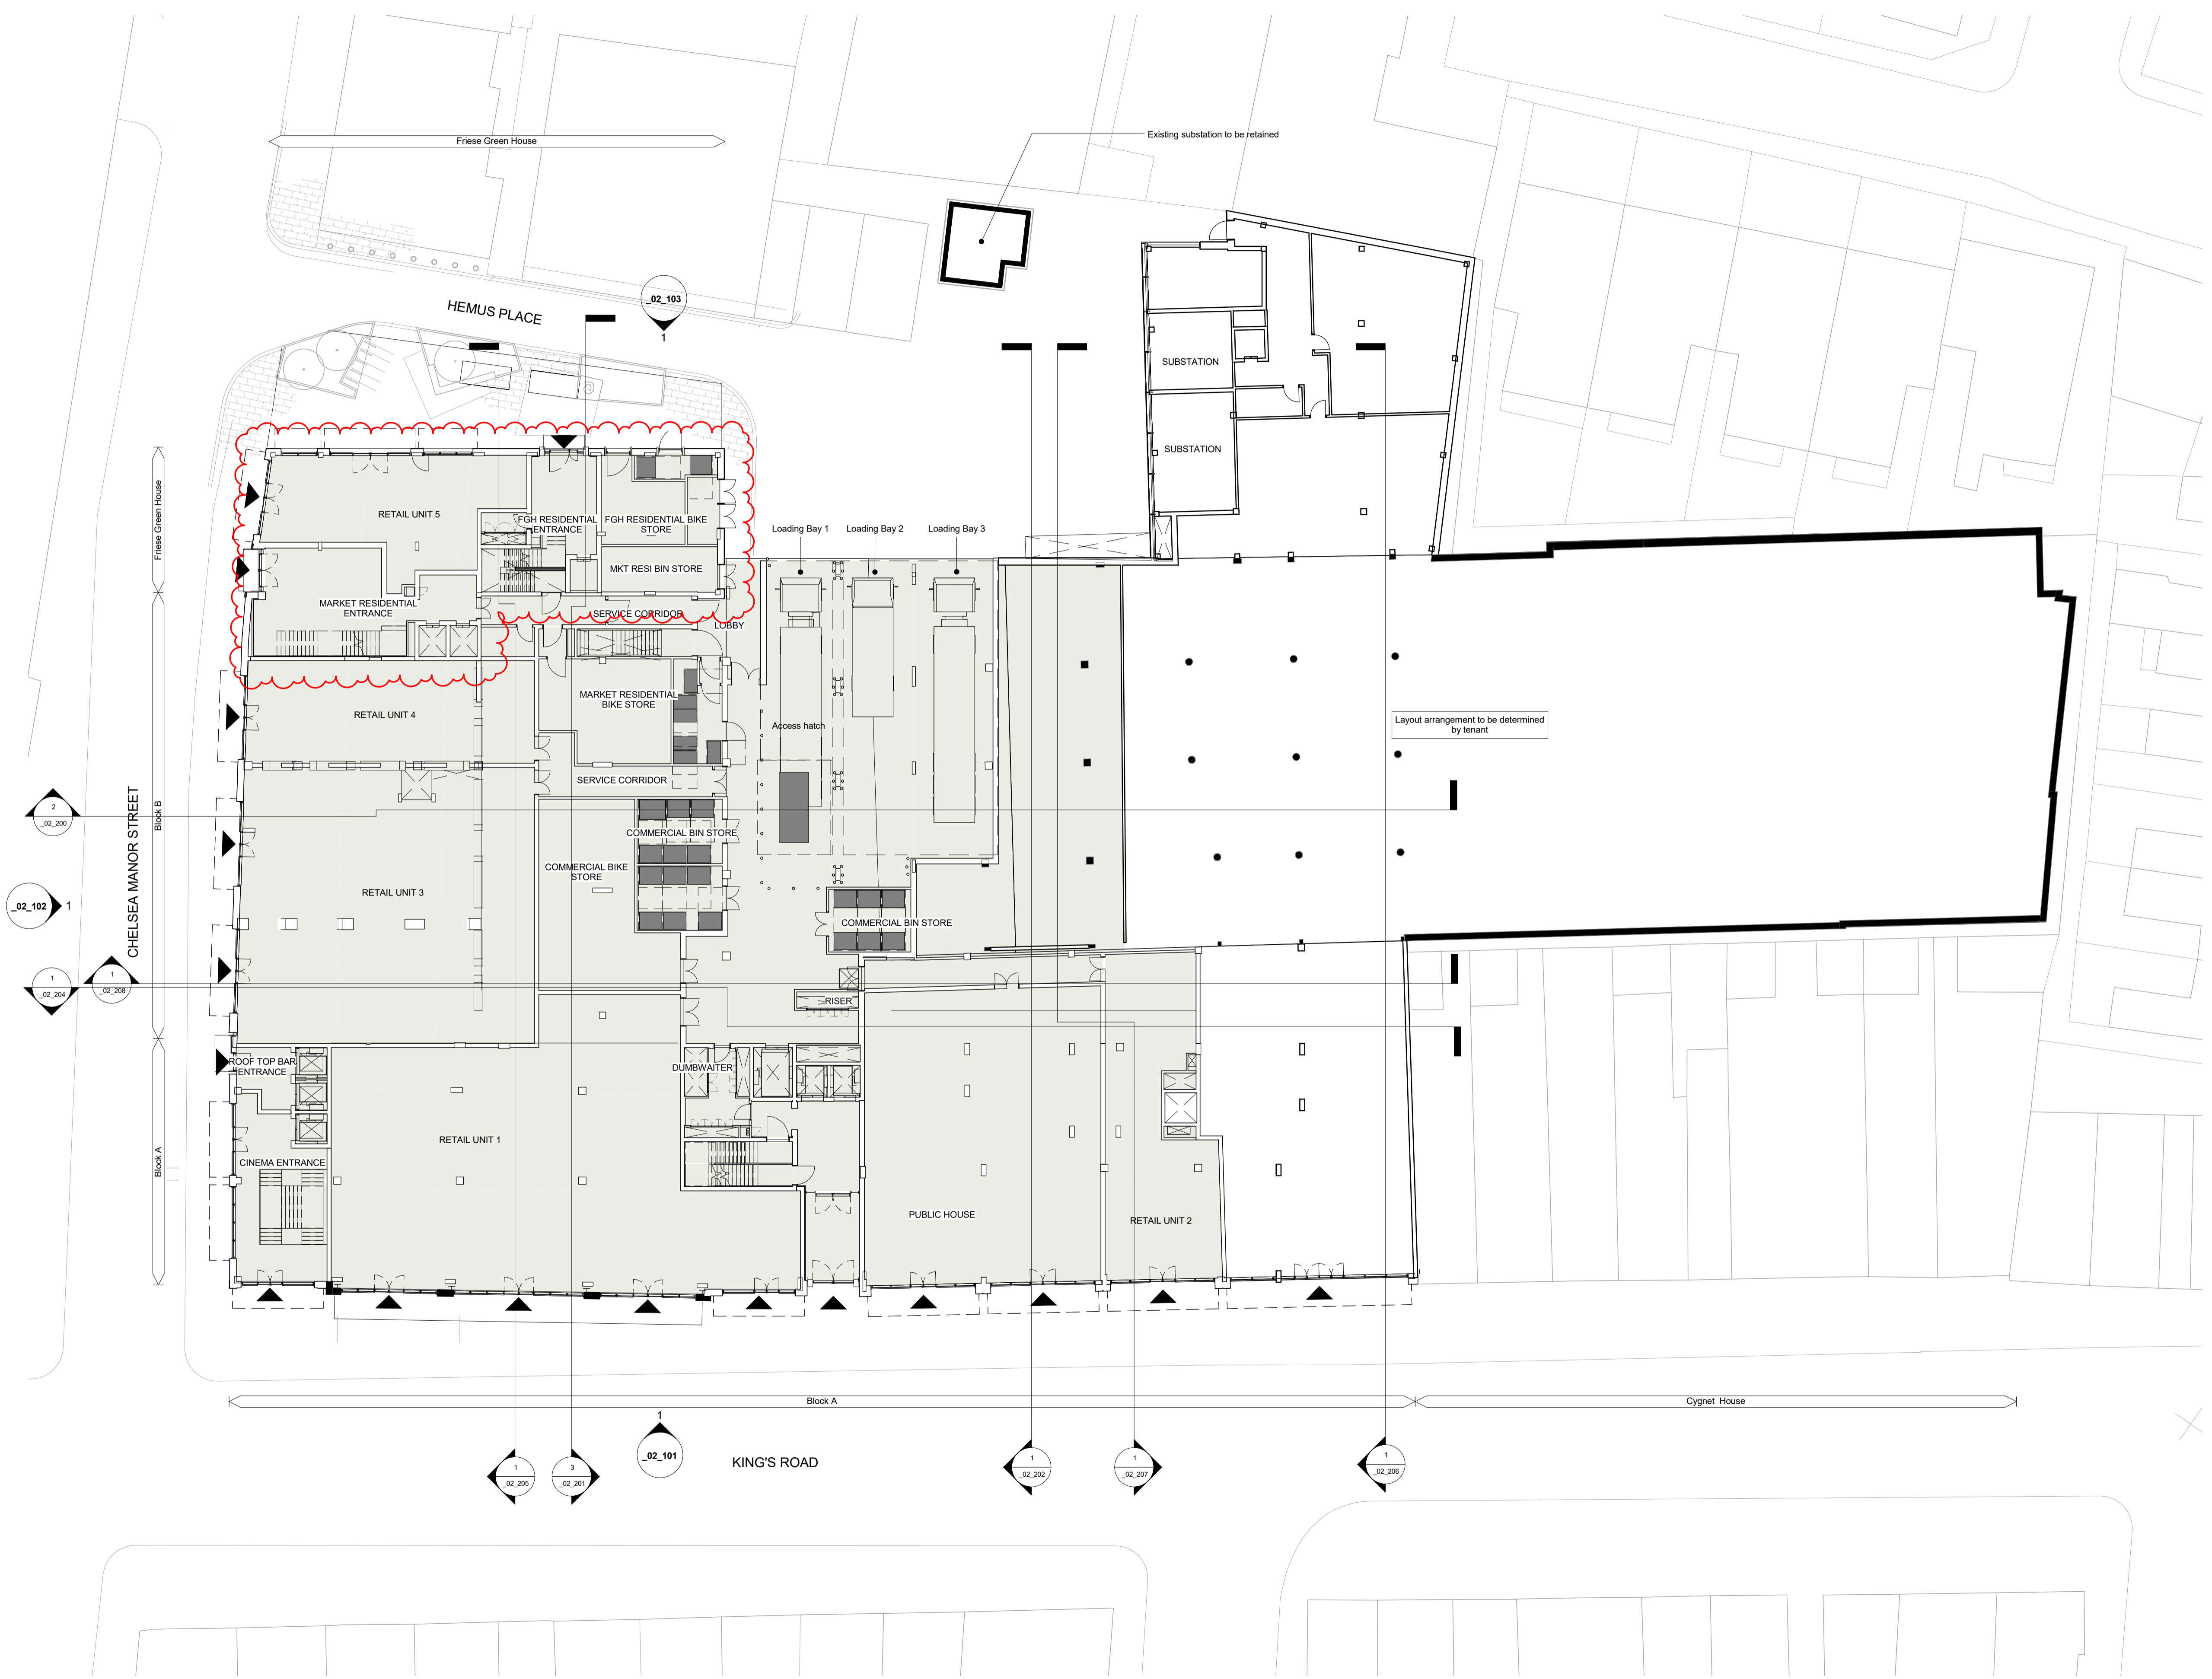 Existing substation to be retained
Friese Green House
HEMUS PLACE
_02_103
1
SUBSTATION
SUBSTATION
Friese Green House
RETAIL UNIT 5
FGH RESIDENTIAL
ENTRANCE
FGH RESIDENTIAL BIKE
STORE
MKT RESI BIN STORE
Loading Bay 1
Loading Bay 2
Loading Bay 3
MARKET RESIDENTIAL
ENTRANCE
SERVICE CORRIDOR
LOBBY
MARKET RESIDENTIAL
BIKE STORE
RETAIL UNIT 4
Access hatch
Layout arrangement to be determined
by tenant
SERVICE CORRIDOR
CHELSEA MANOR STREET
Block B
2
_02_200
COMMERCIAL BIN STORE
COMMERCIAL BIKE
STORE
RETAIL UNIT 3
_02_102
1
COMMERCIAL BIN STORE
1
_02_204
1
_02_208
RISER
ROOF TOP BAR
ENTRANCE
DUMBWAITER
RETAIL UNIT 1
Block A
CINEMA ENTRANCE
PUBLIC HOUSE
RETAIL UNIT 2
Block A
Cygnet House
1
_02_101
KING'S ROAD
1
_02_205
3
_02_201
1
_02_202
1
_02_207
1
_02_206